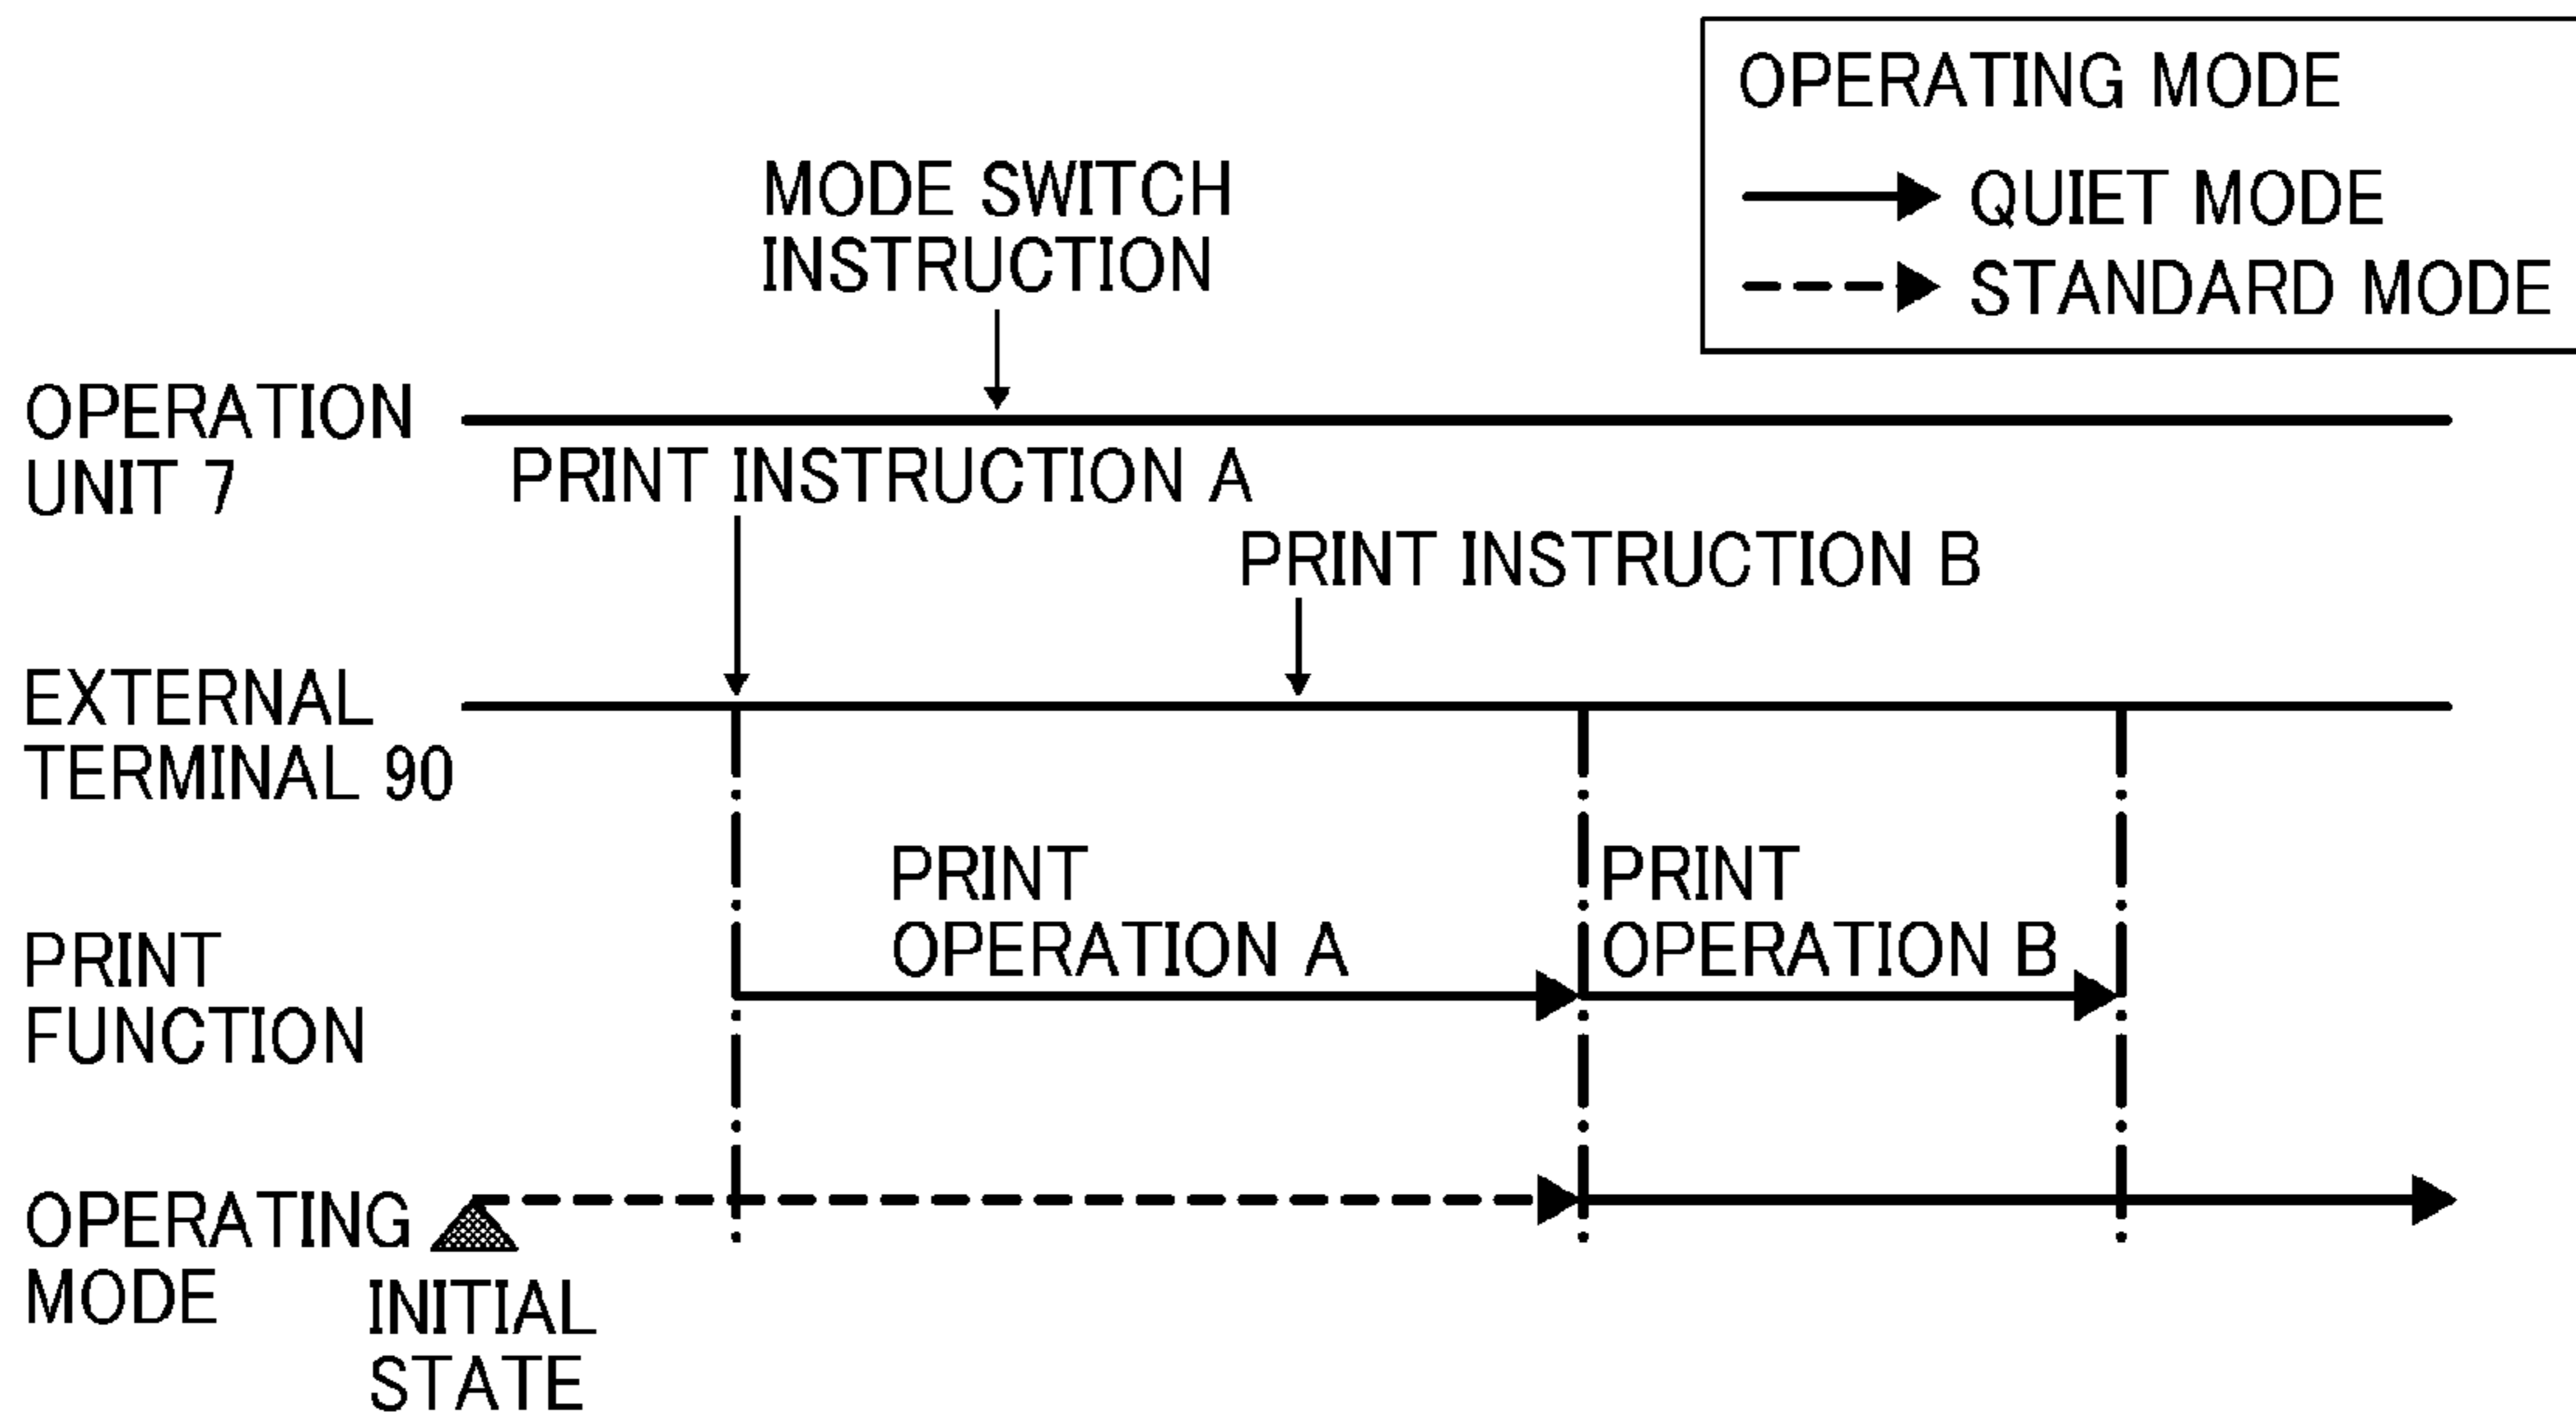 OPERATING MODE
QUIET MODE
STANDARD MODE
MODE SWITCH
INSTRUCTION
OPERATION
UNIT 7
PRINT INSTRUCTION A
PRINT INSTRUCTION B
EXTERNAL
TERMINAL 90
PRINT
OPERATION A
PRINT
OPERATION B
PRINT
FUNCTION
OPERATING
MODE
INITIAL
STATE